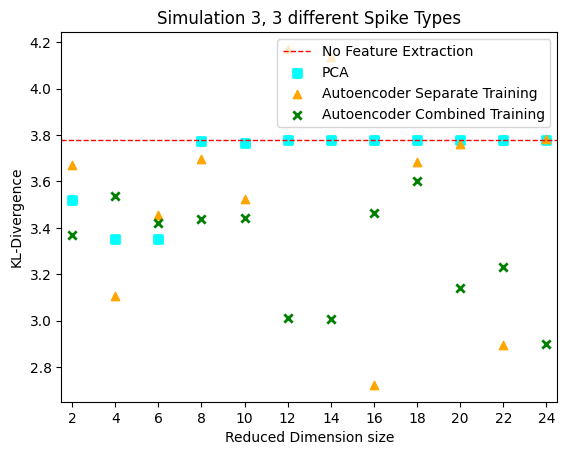 Simulation 3, 3 different Spike Types
No Feature Extraction
PCA
Autoencoder Separate Training
Autoencoder Combined Training
KL-Divergence
4.2
4.0
3.8
3.6
3.4
3.2
3.0
2.8
2 4 6 8 10 12 14 16 18 20 22 24
Reduced Dimension size